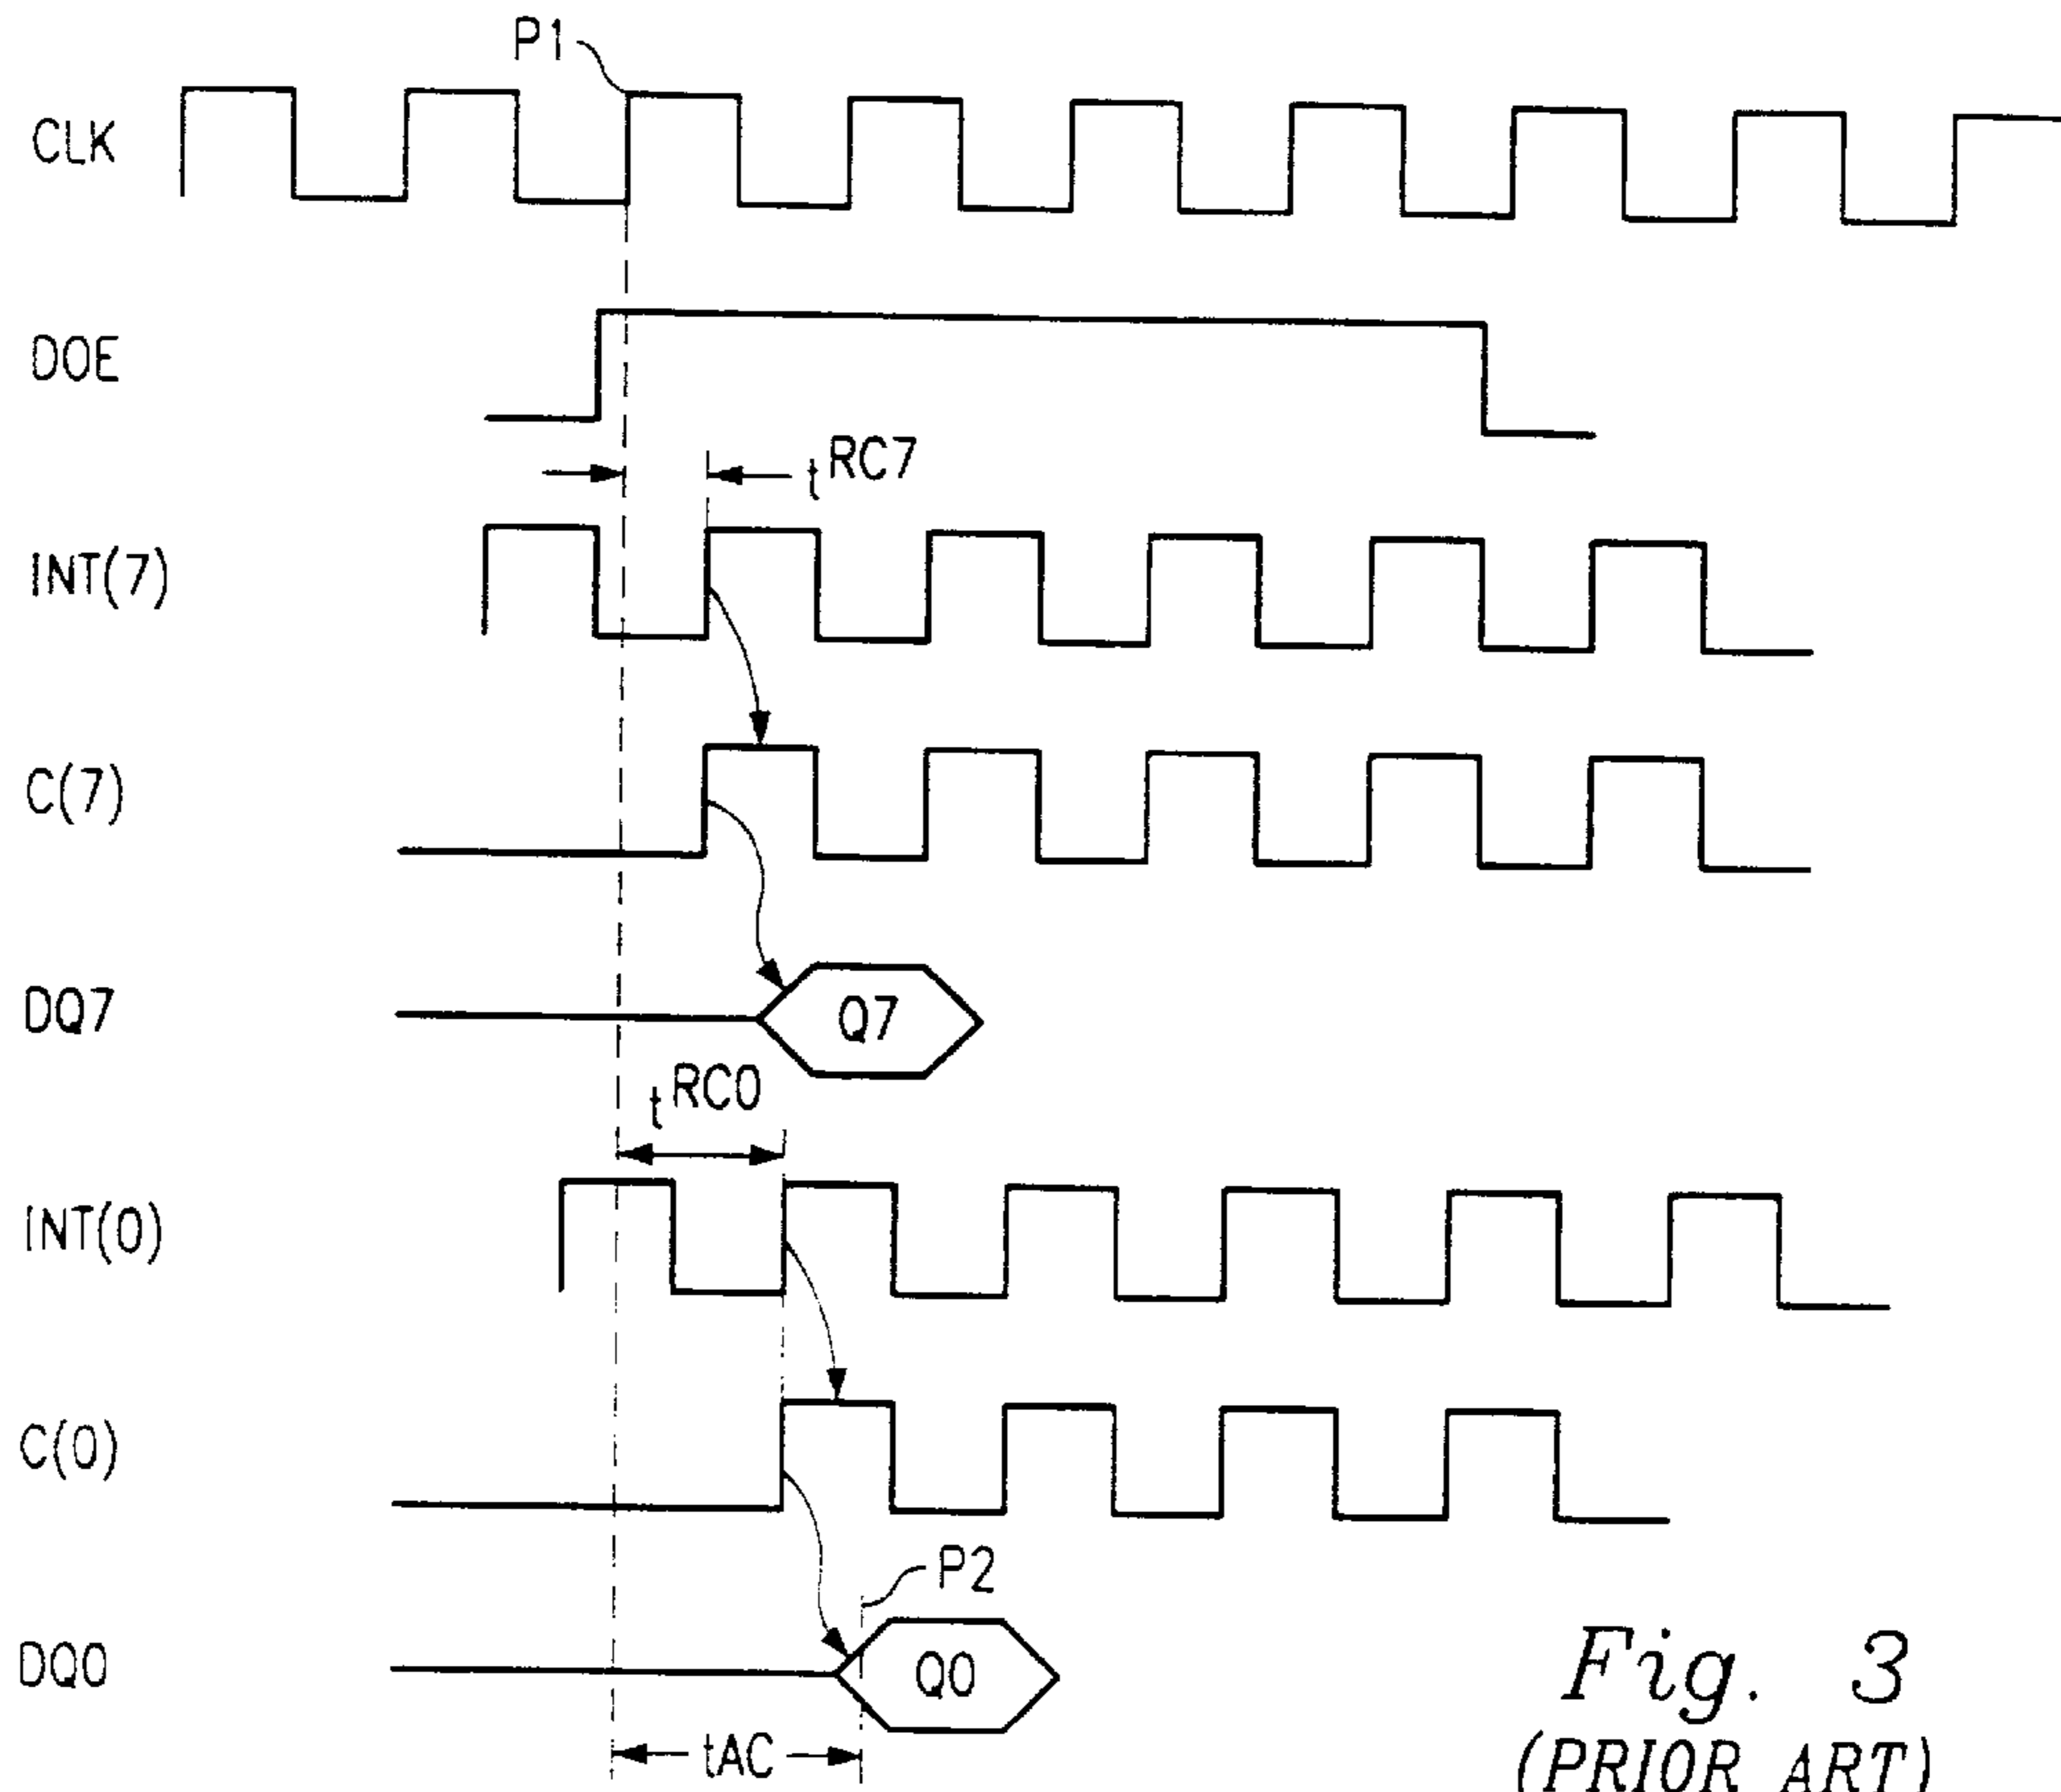 P1
CLK
DOE
tRC7
INT(7)
C(7)
DQ7
Q7
tRC0
INT(0)
C(0)
P2
DQ0
Q0
tAC
Fig. 3
(PRIOR ART)